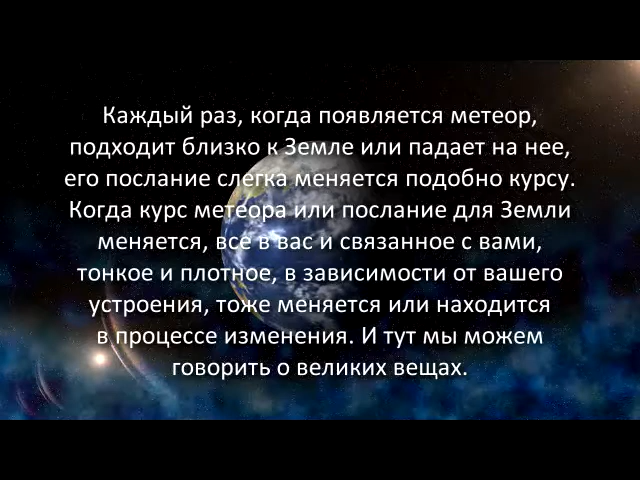 Каждый раз, когда появляется метеор,
подходит близко к Земле или падает на нее,
его послание слегка меняется подобно курсу.
Когда курс метеора или послание для Земли
меняется, все в вас и связанное с вами,
тонкое и плотное, в зависимости от вашего
устроения, тоже меняется или находится
в процессе изменения. И тут мы можем
говорить о великих вещах.